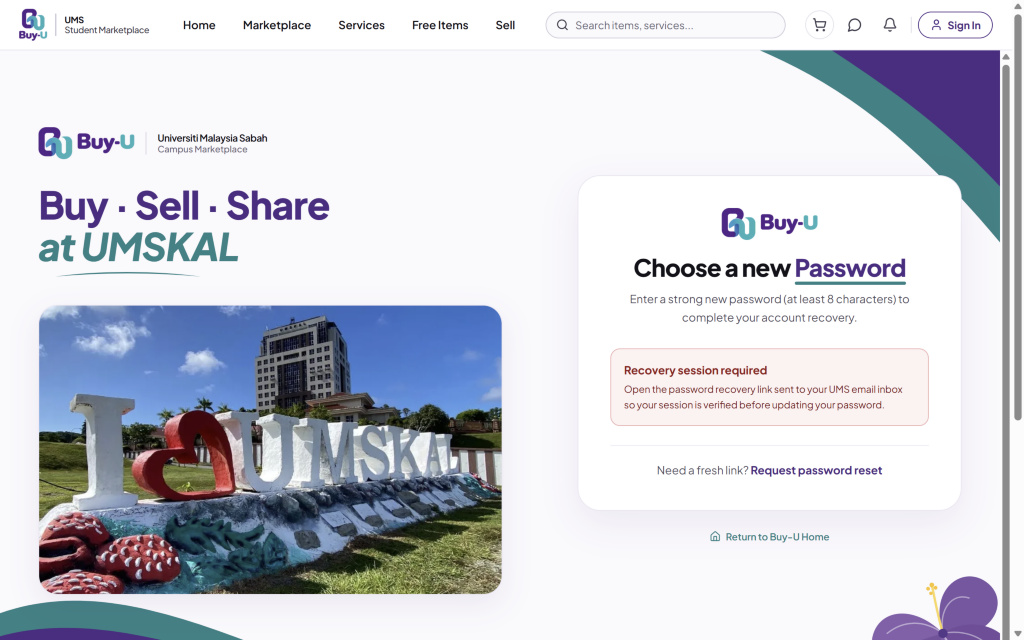 Buy-U
UMS
Student Marketplace
Home
Marketplace
Services
Free Items
Sell
Search items, services...
Sign In
Buy-U
Universiti Malaysia Sabah
Campus Marketplace
Buy · Sell · Share
at UMSKAL
I UMSKAL
Buy-U
Choose a new Password
Enter a strong new password (at least 8 characters) to
complete your account recovery.
Recovery session required
Open the password recovery link sent to your UMS email inbox
so your session is verified before updating your password.
Need a fresh link? Request password reset
Return to Buy-U Home